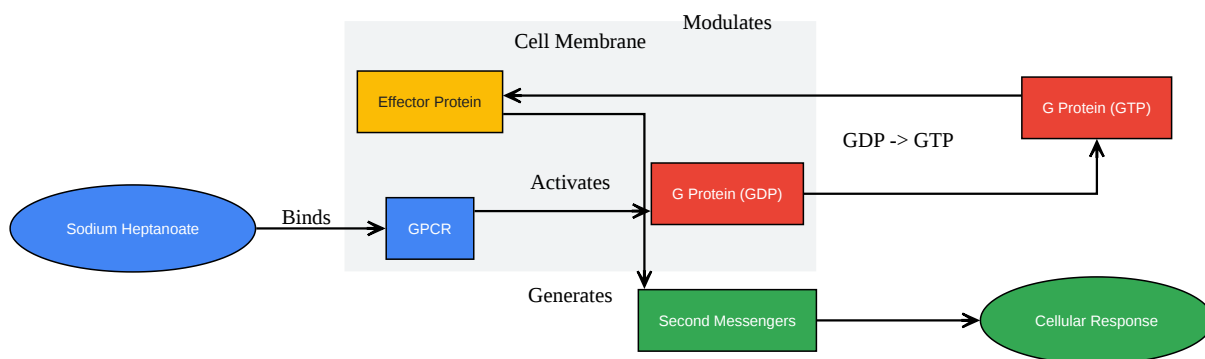 Modulates
Cell Membrane
Effector Protein
G Protein (GTP)
GDP -> GTP
Activates
G Protein (GDP)
Binds
Sodium Heptanoate
GPCR
Generates
Second Messengers
Cellular Response